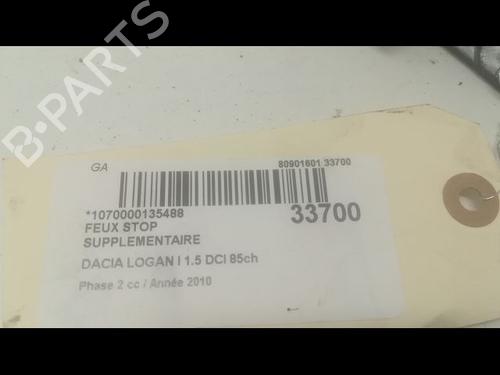 B-PARTS
GA
80901601 33700
*1070000135488
33700
FEUX STOP
SUPPLEMENTAIRE
DACIA LOGAN I 1.5 DCI 85ch
Phase 2 cc / Année 2010